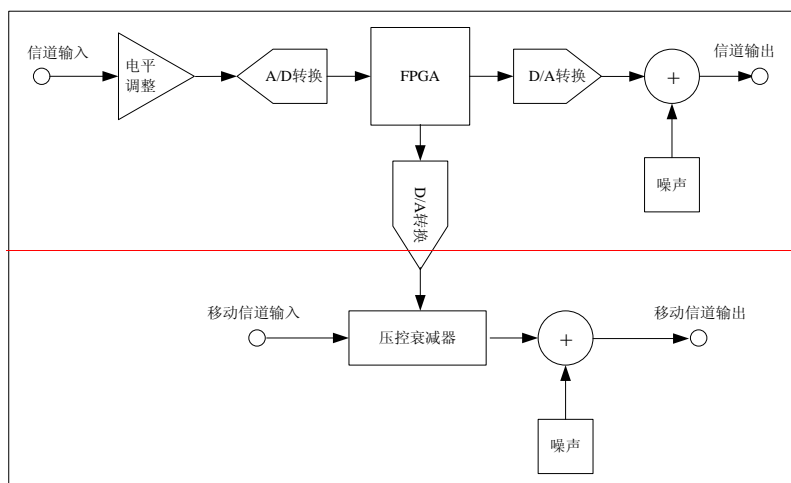 信道输入
电平
调整
A/D转换
FPGA
D/A转换
+
信道输出
噪声
D/A转换
移动信道输入
压控衰减器
+
移动信道输出
噪声